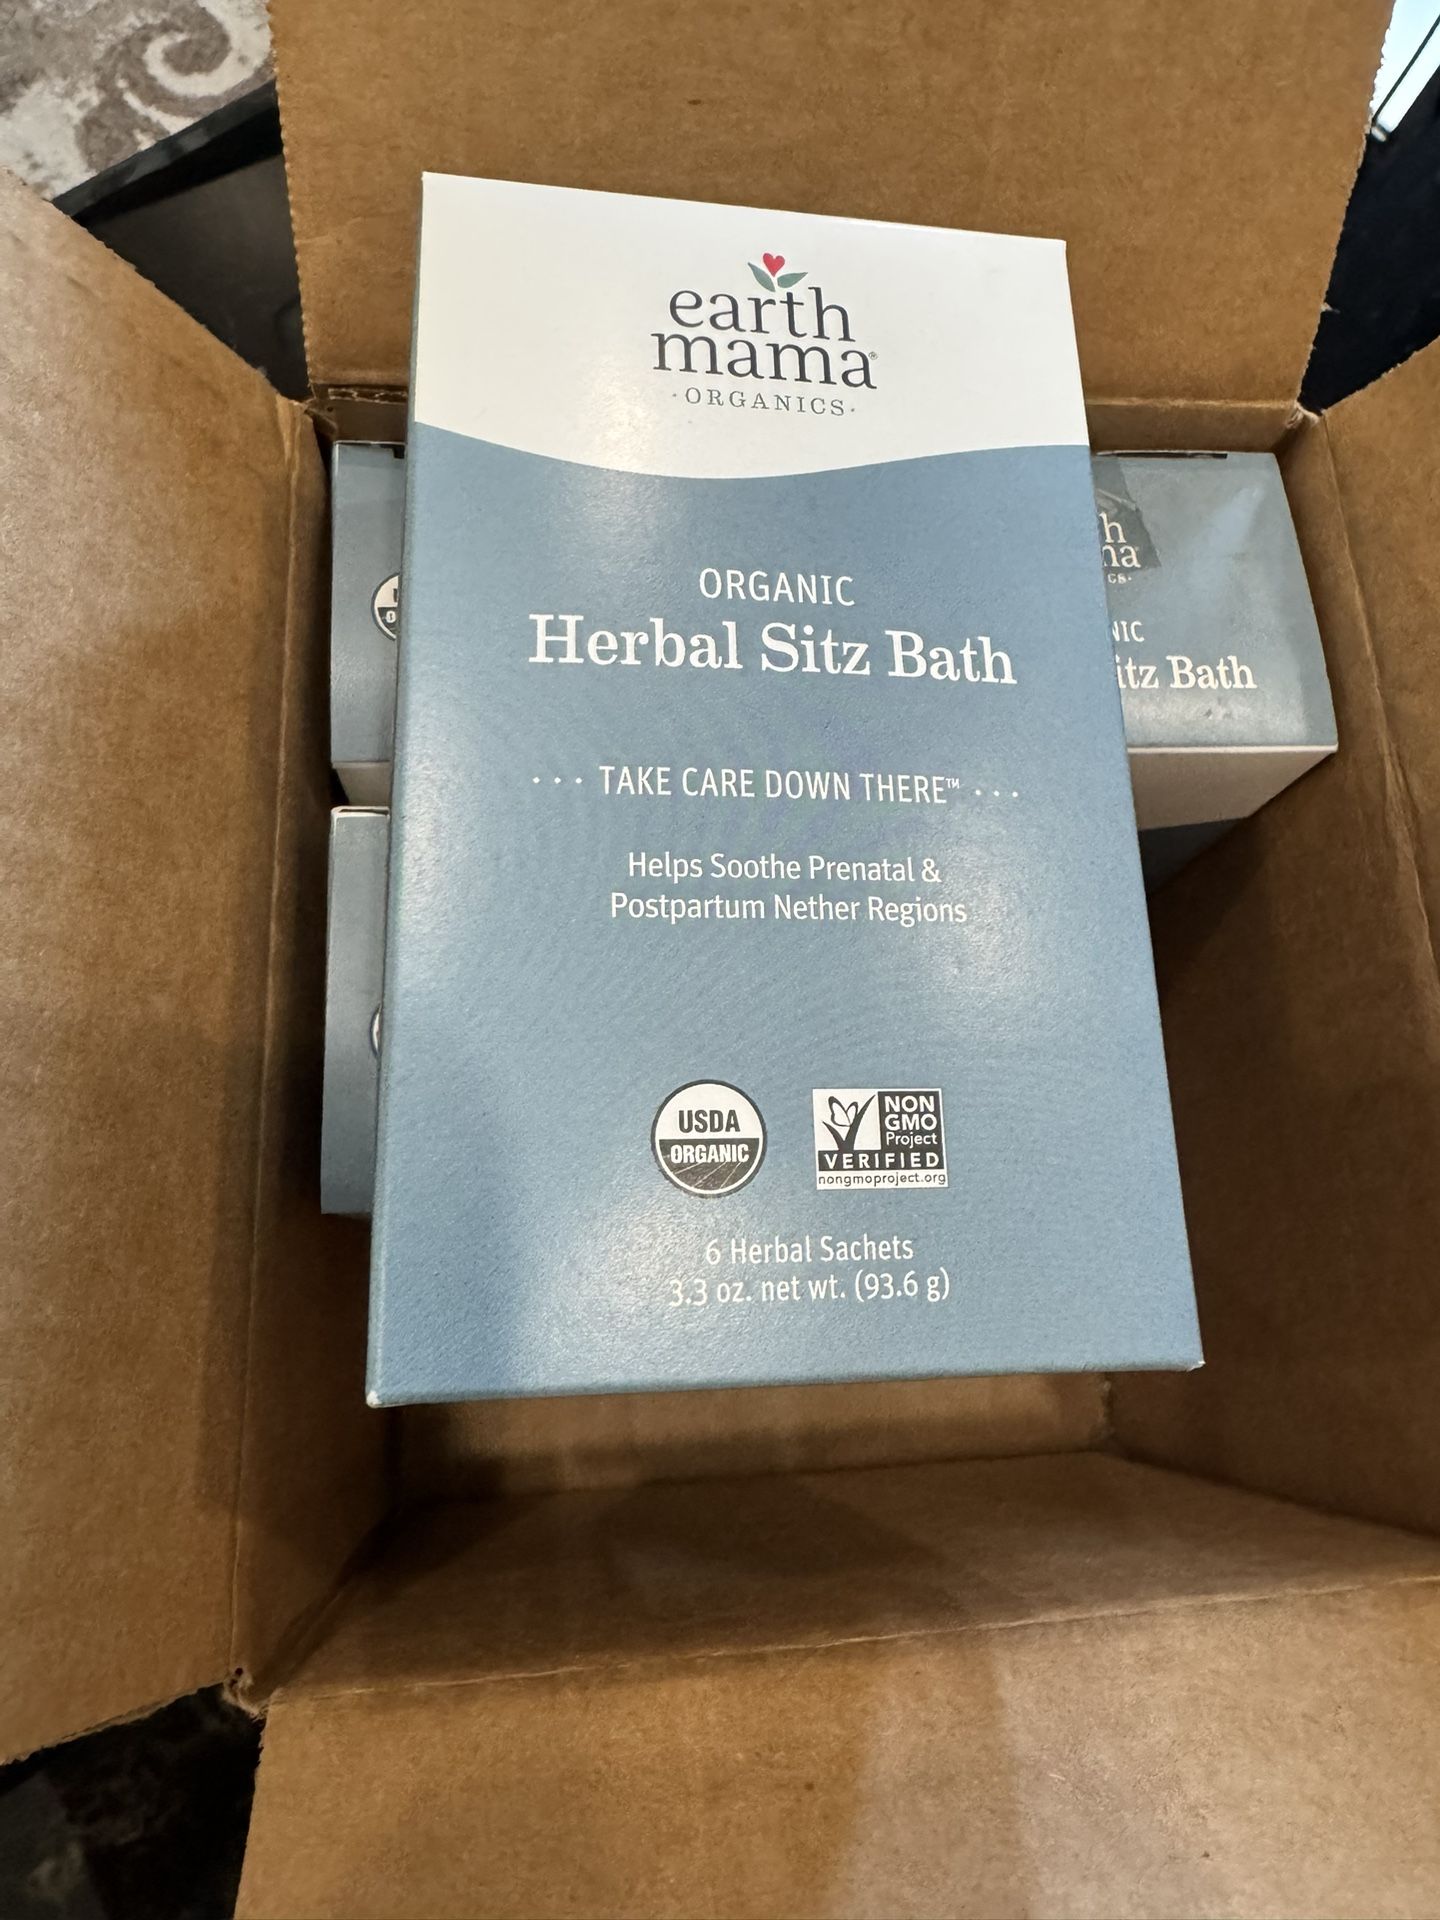 earth
mama®
·ORGANICS·
ORGANIC
Herbal Sitz Bath
··· TAKE CARE DOWN THERE™ ···
Helps Soothe Prenatal &
Postpartum Nether Regions
USDA
ORGANIC
NON
GMO
Project
VERIFIED
nongmoproject.org
6 Herbal Sachets
3.3 oz. net wt. (93.6 g)
Bath